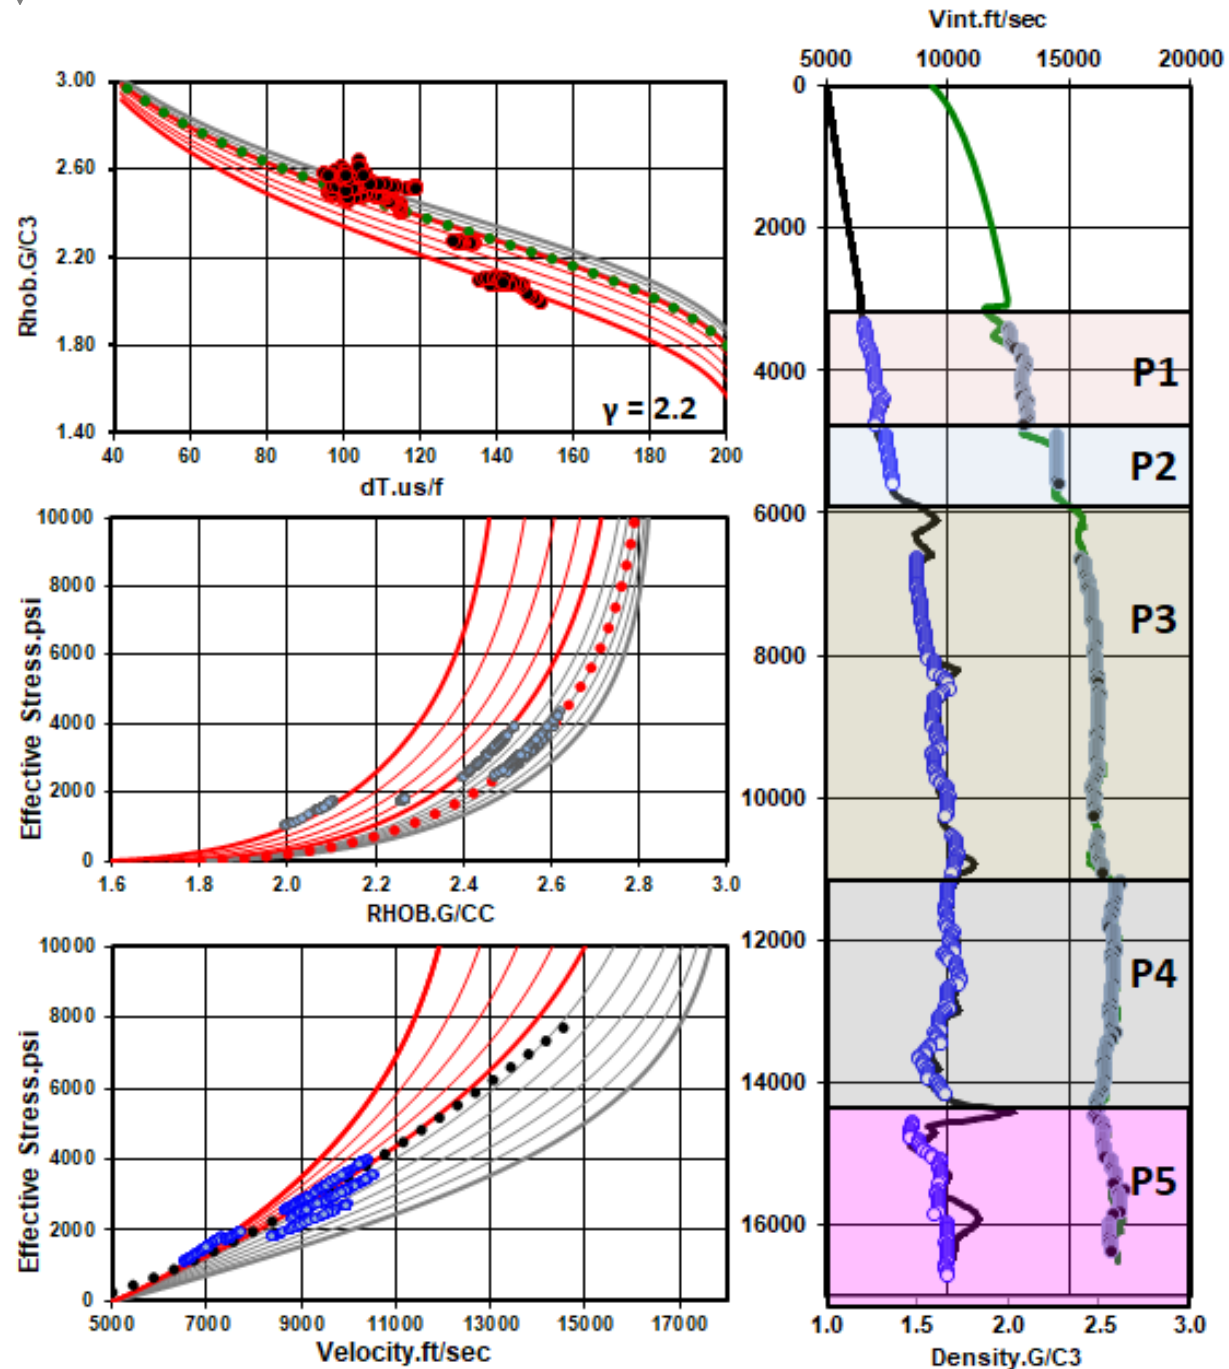 Vint.ft/sec
5000 10000 15000 20000
0
2000
4000
6000
8000
10000
12000
14000
16000
P1
P2
P3
P4
P5
1.0 1.5 2.0 2.5 3.0
Density.G/C3
3.00
2.60
2.20
1.80
1.40
Rhob.G/C3
γ = 2.2
40 60 80 100 120 140 160 180 200
dT.us/f
10000
8000
6000
4000
2000
0
Effective Stress.psi
1.6 1.8 2.0 2.2 2.4 2.6 2.8 3.0
RHOB.G/CC
10000
8000
6000
4000
2000
0
Effective Stress.psi
5000 7000 9000 11000 13000 15000 17000
Velocity.ft/sec